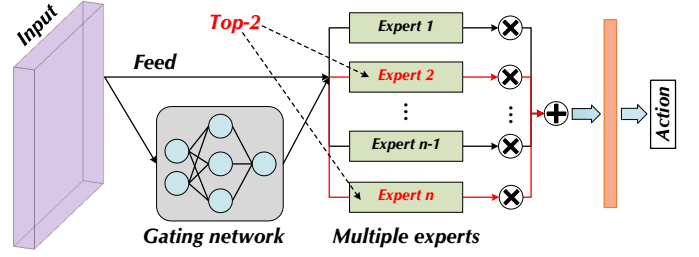 Input
Top-2
Feed
Expert 1
Expert 2
Expert n-1
Expert n
Action
Gating network
Multiple experts